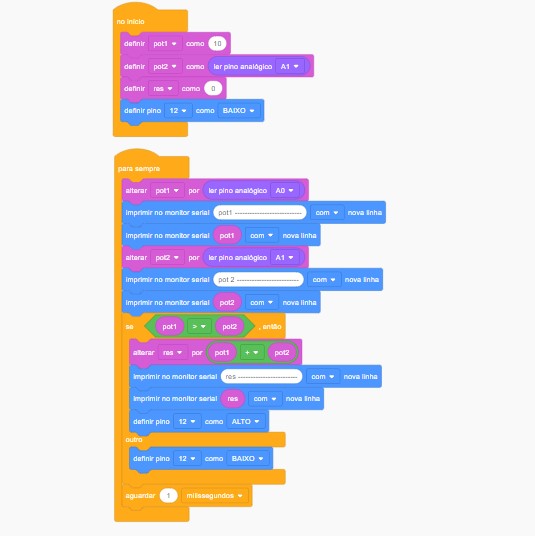 no início
definir pot1 como 10
definir pot2 como ler pino analógico A1
definir res como 0
definir pino 12 como BAIXO
para sempre
alterar pot1 por ler pino analógico A0
imprimir no monitor serial pot1 ------------------------- com nova linha
imprimir no monitor serial pot1 com nova linha
alterar pot2 por ler pino analógico A1
imprimir no monitor serial pot 2 ----------------------- com nova linha
imprimir no monitor serial pot2 com nova linha
se pot1 > pot2 , então
alterar res por pot1 + pot2
imprimir no monitor serial res ---------------------- com nova linha
imprimir no monitor serial res com nova linha
definir pino 12 como ALTO
outro
definir pino 12 como BAIXO
aguardar 1 milissegundos